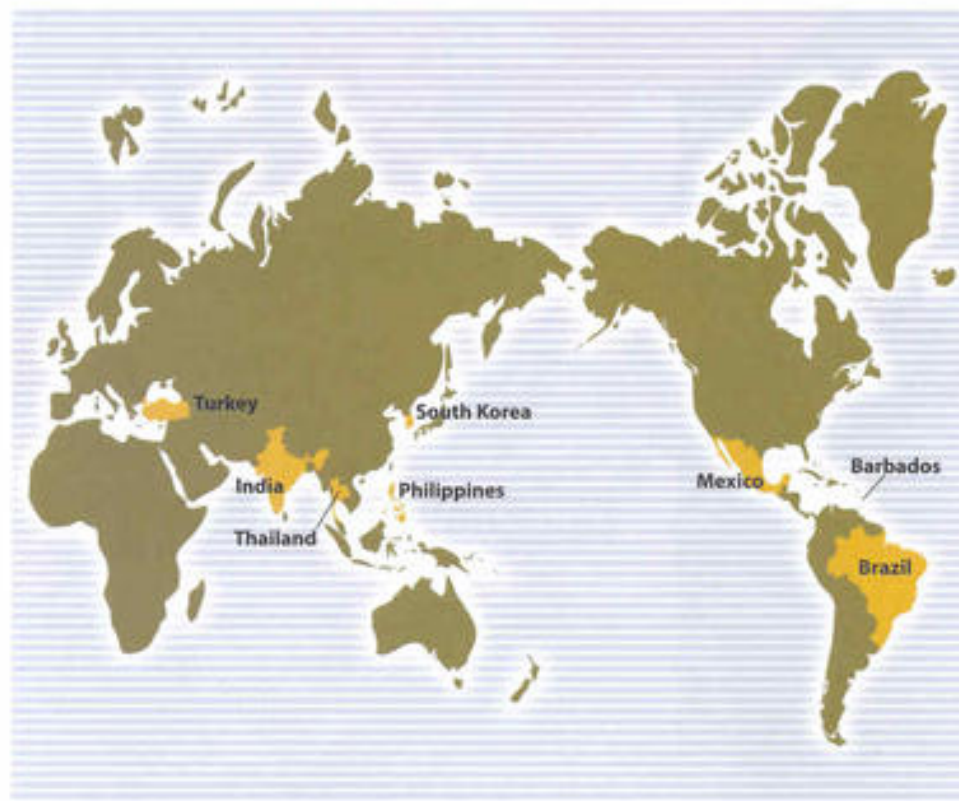 Turkey
South Korea
India
Philippines
Thailand
Mexico
Barbados
Brazil